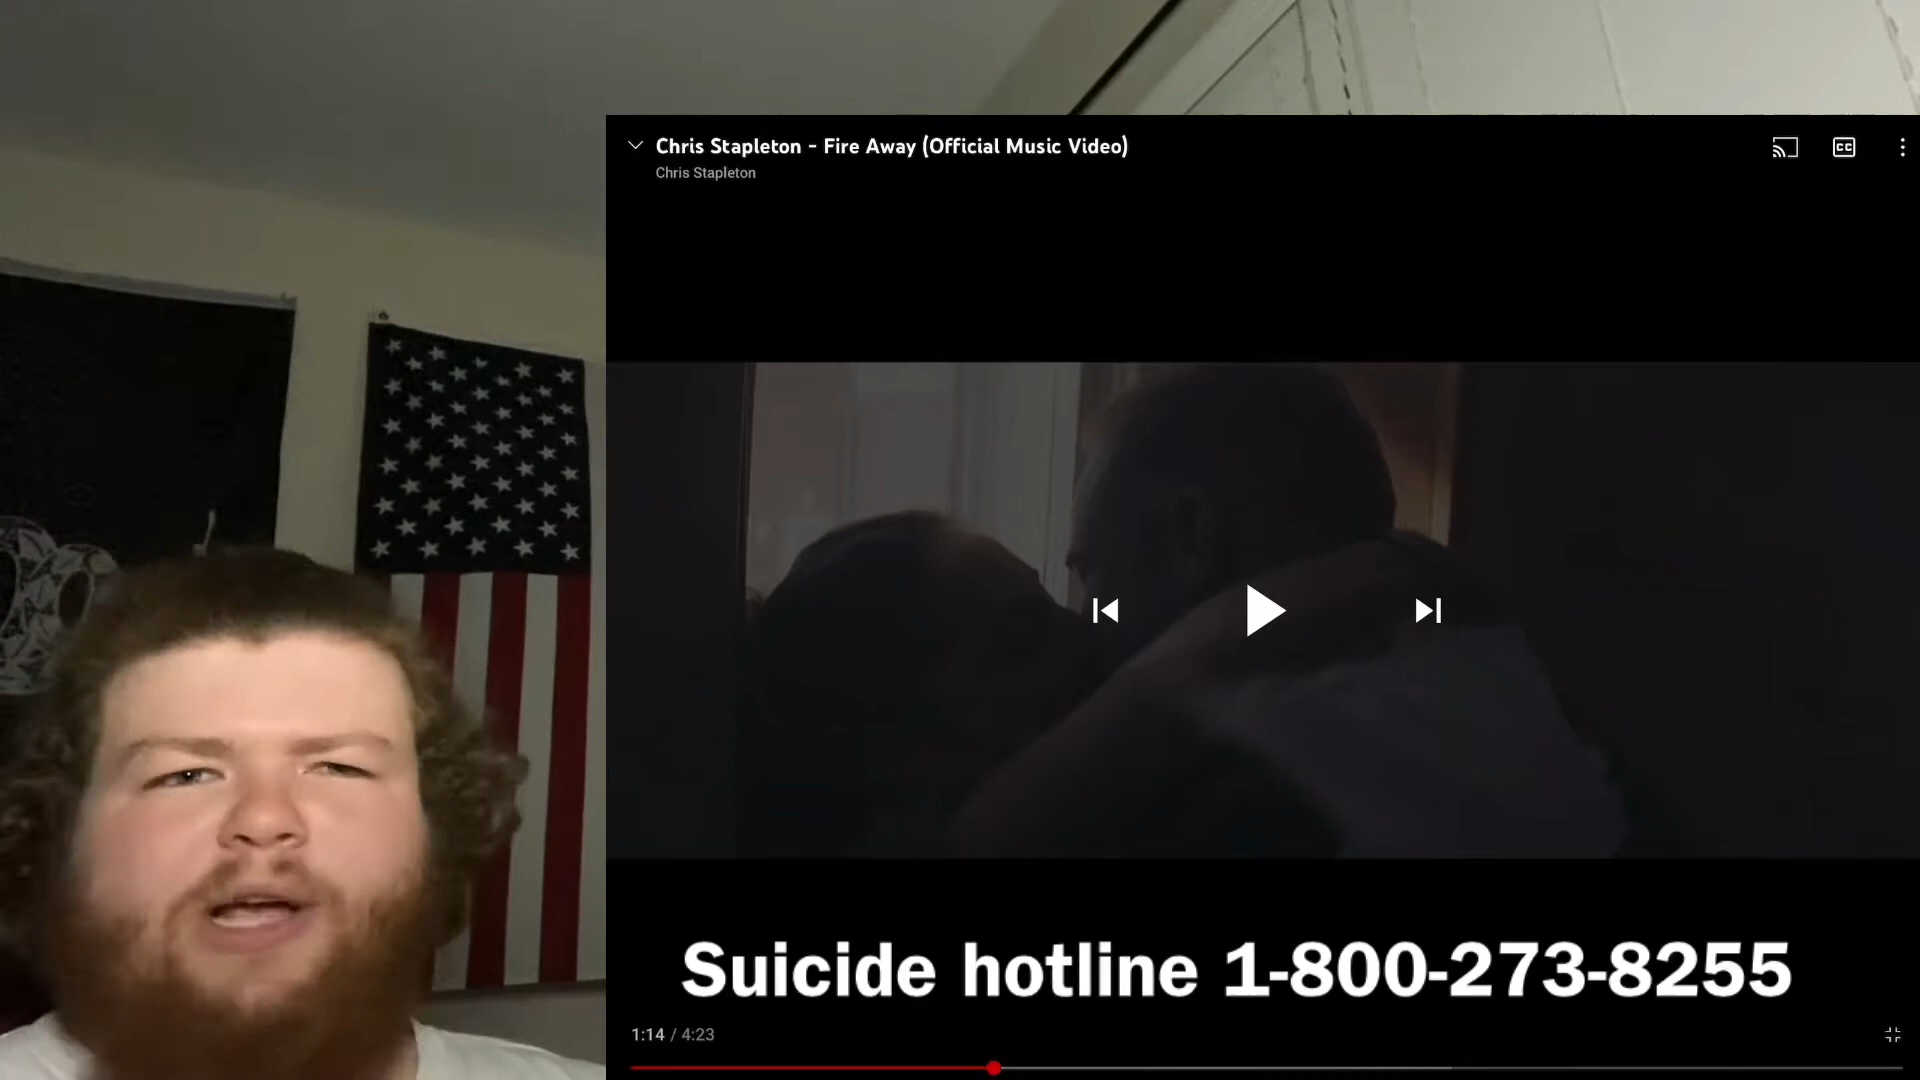 Chris Stapleton - Fire Away (Official Music Video)
Chris Stapleton
CC
Suicide hotline 1-800-273-8255
1:14 / 4:23